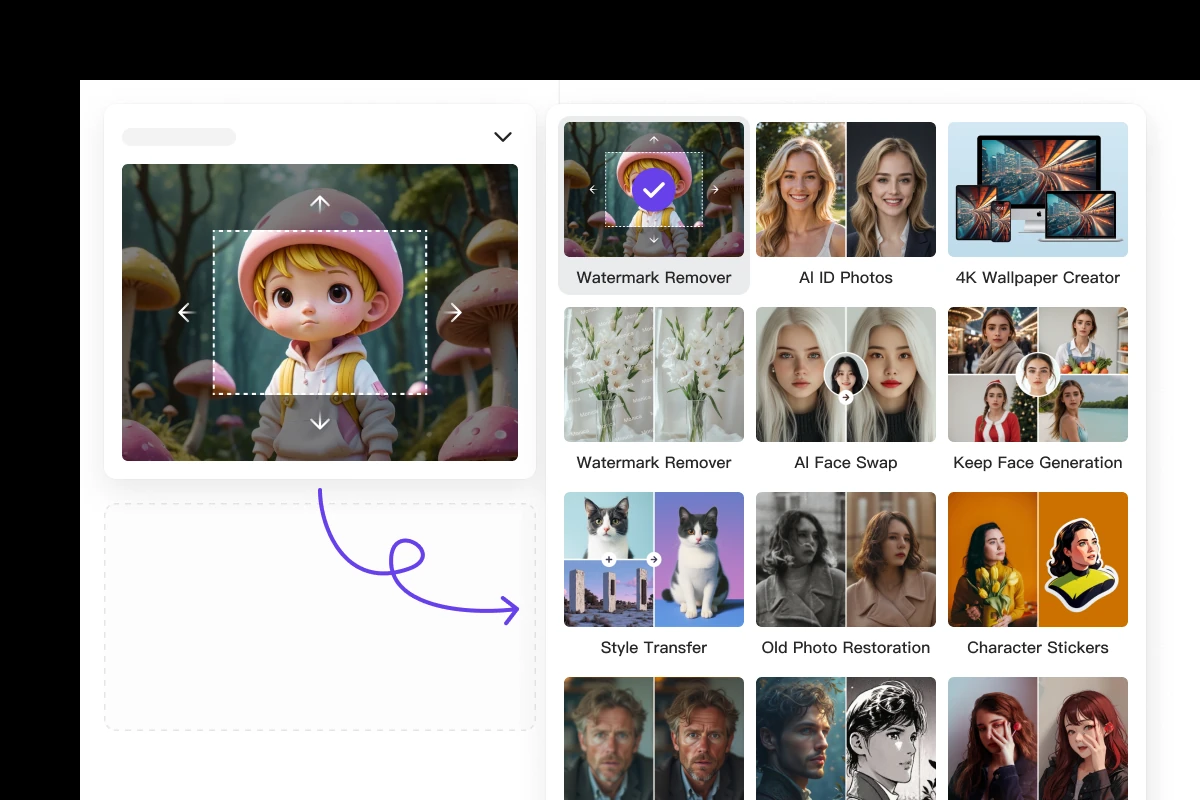 Watermark Remover
AI ID Photos
4K Wallpaper Creator
Watermark Remover
AI Face Swap
Keep Face Generation
Style Transfer
Old Photo Restoration
Character Stickers